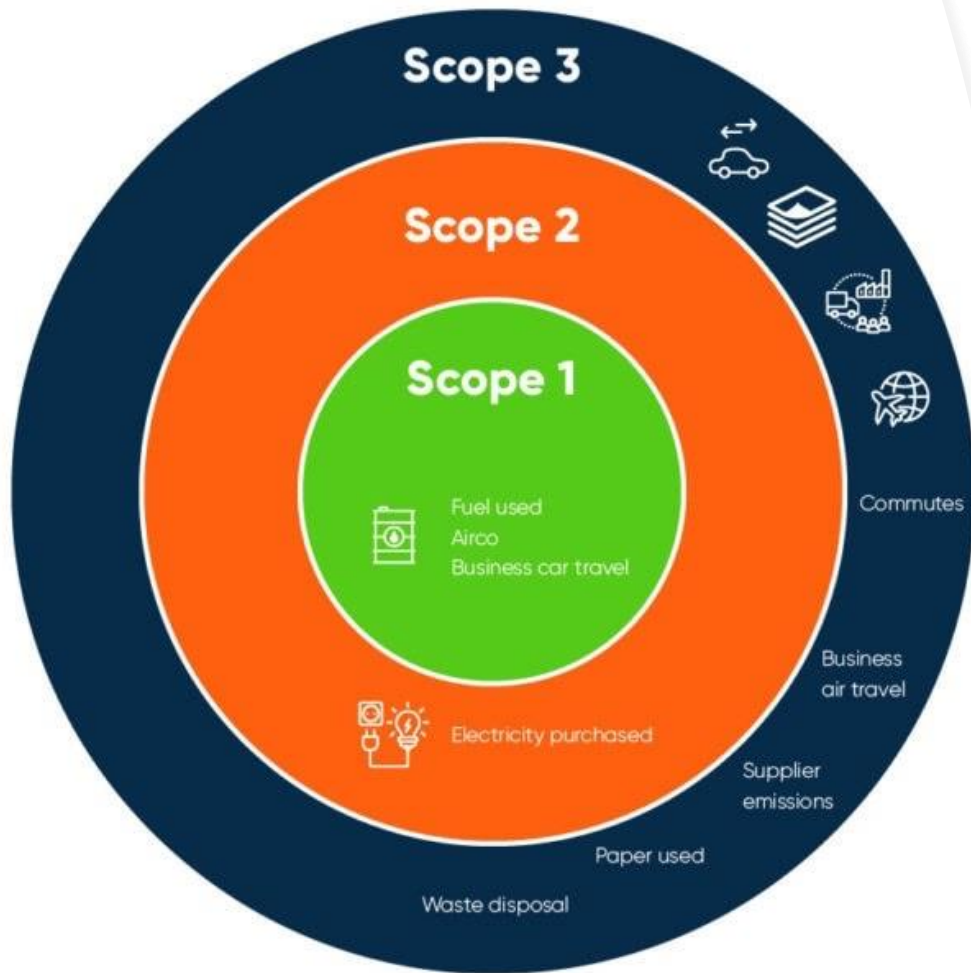 Scope 3
Scope 2
Scope 1
Fuel used
Airco
Business car travel
Commutes
Business
air travel
Electricity purchased
Supplier
emissions
Paper used
Waste disposal